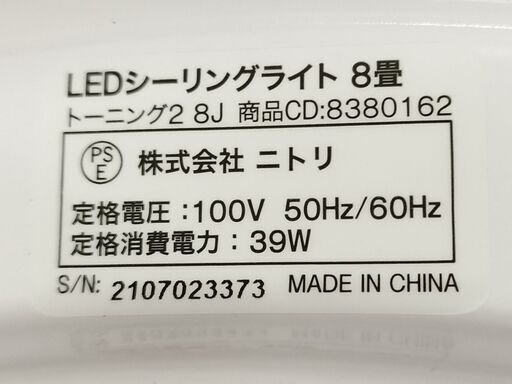 LEDシーリングライト 8畳
トーニング2 8J 商品CD:8380162
PSE 株式会社 ニトリ
定格電圧:100V 50Hz/60Hz
定格消費電力:39W
S/N: 2107023373 MADE IN CHINA